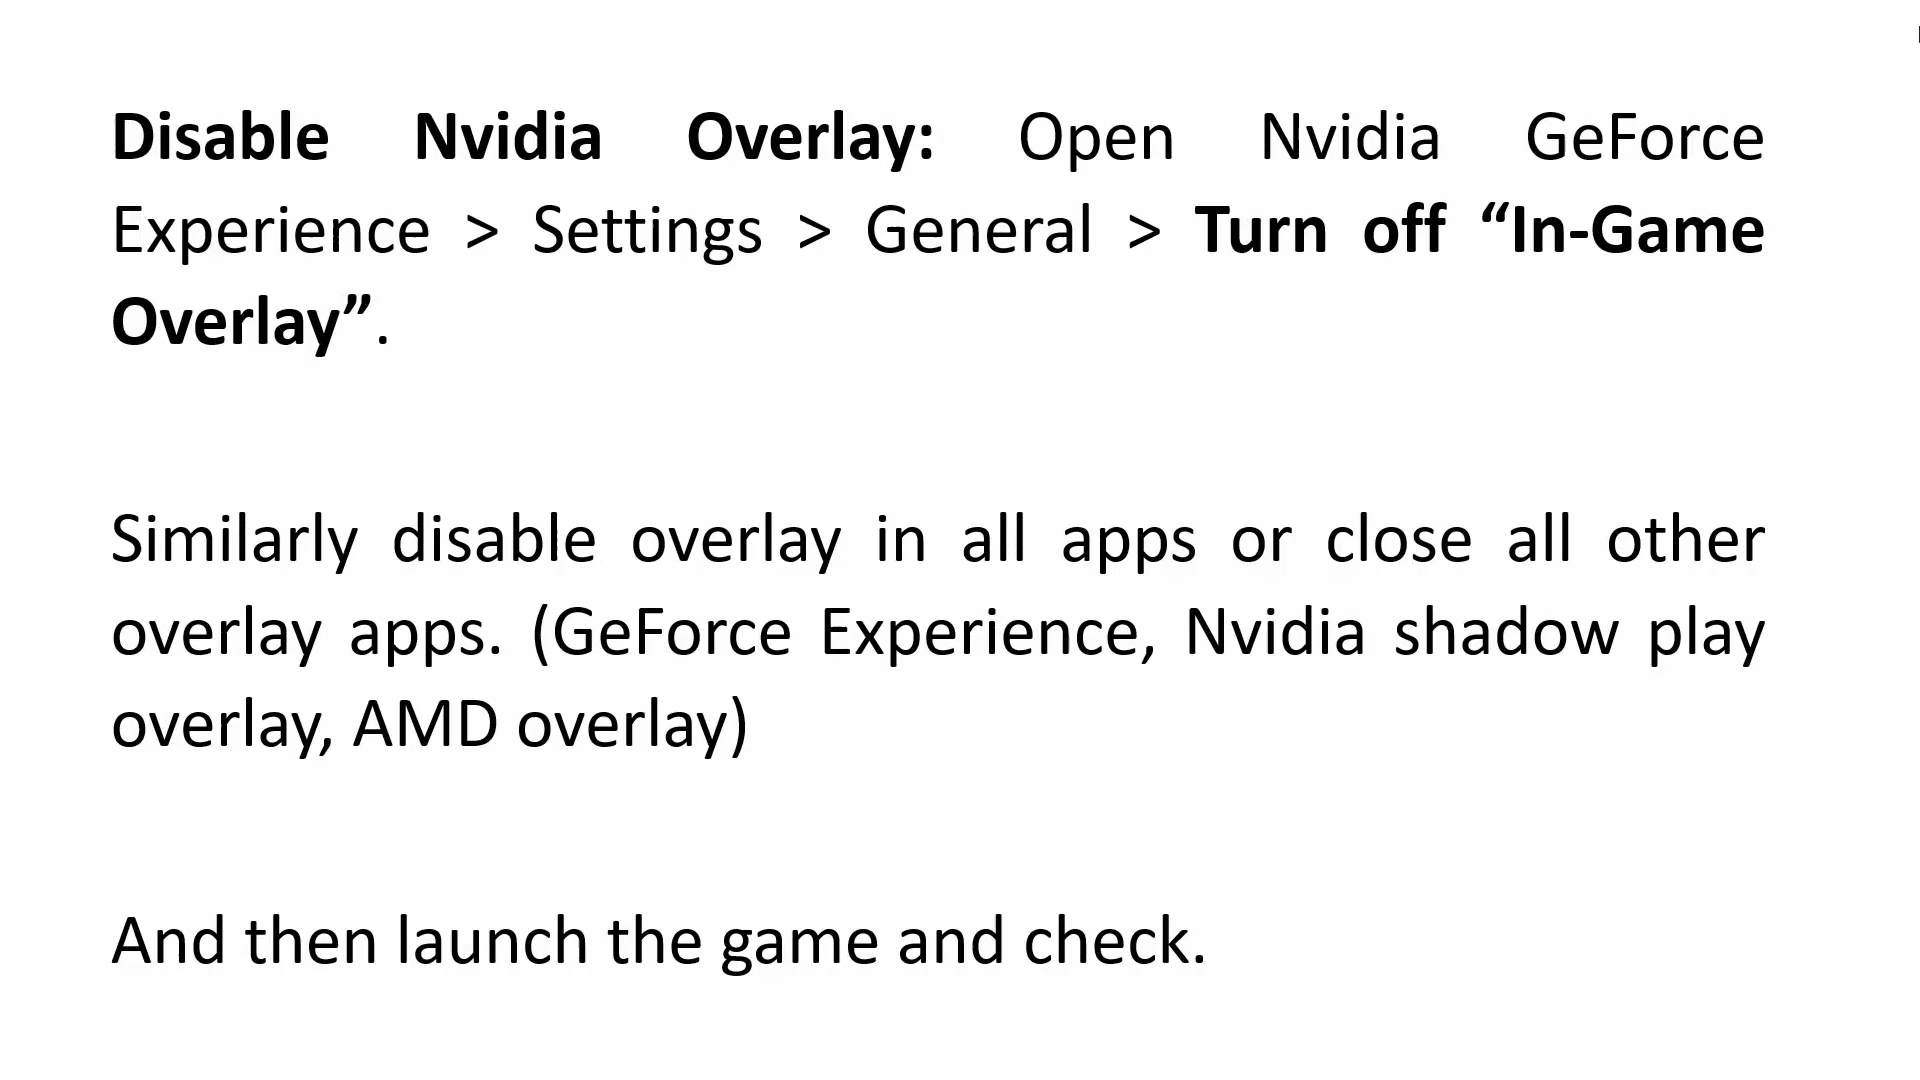 Disable Nvidia Overlay: Open Nvidia GeForce
Experience > Settings > General > Turn off “In-Game
Overlay”.
Similarly disable overlay in all apps or close all other
overlay apps. (GeForce Experience, Nvidia shadow play
overlay, AMD overlay)
And then launch the game and check.